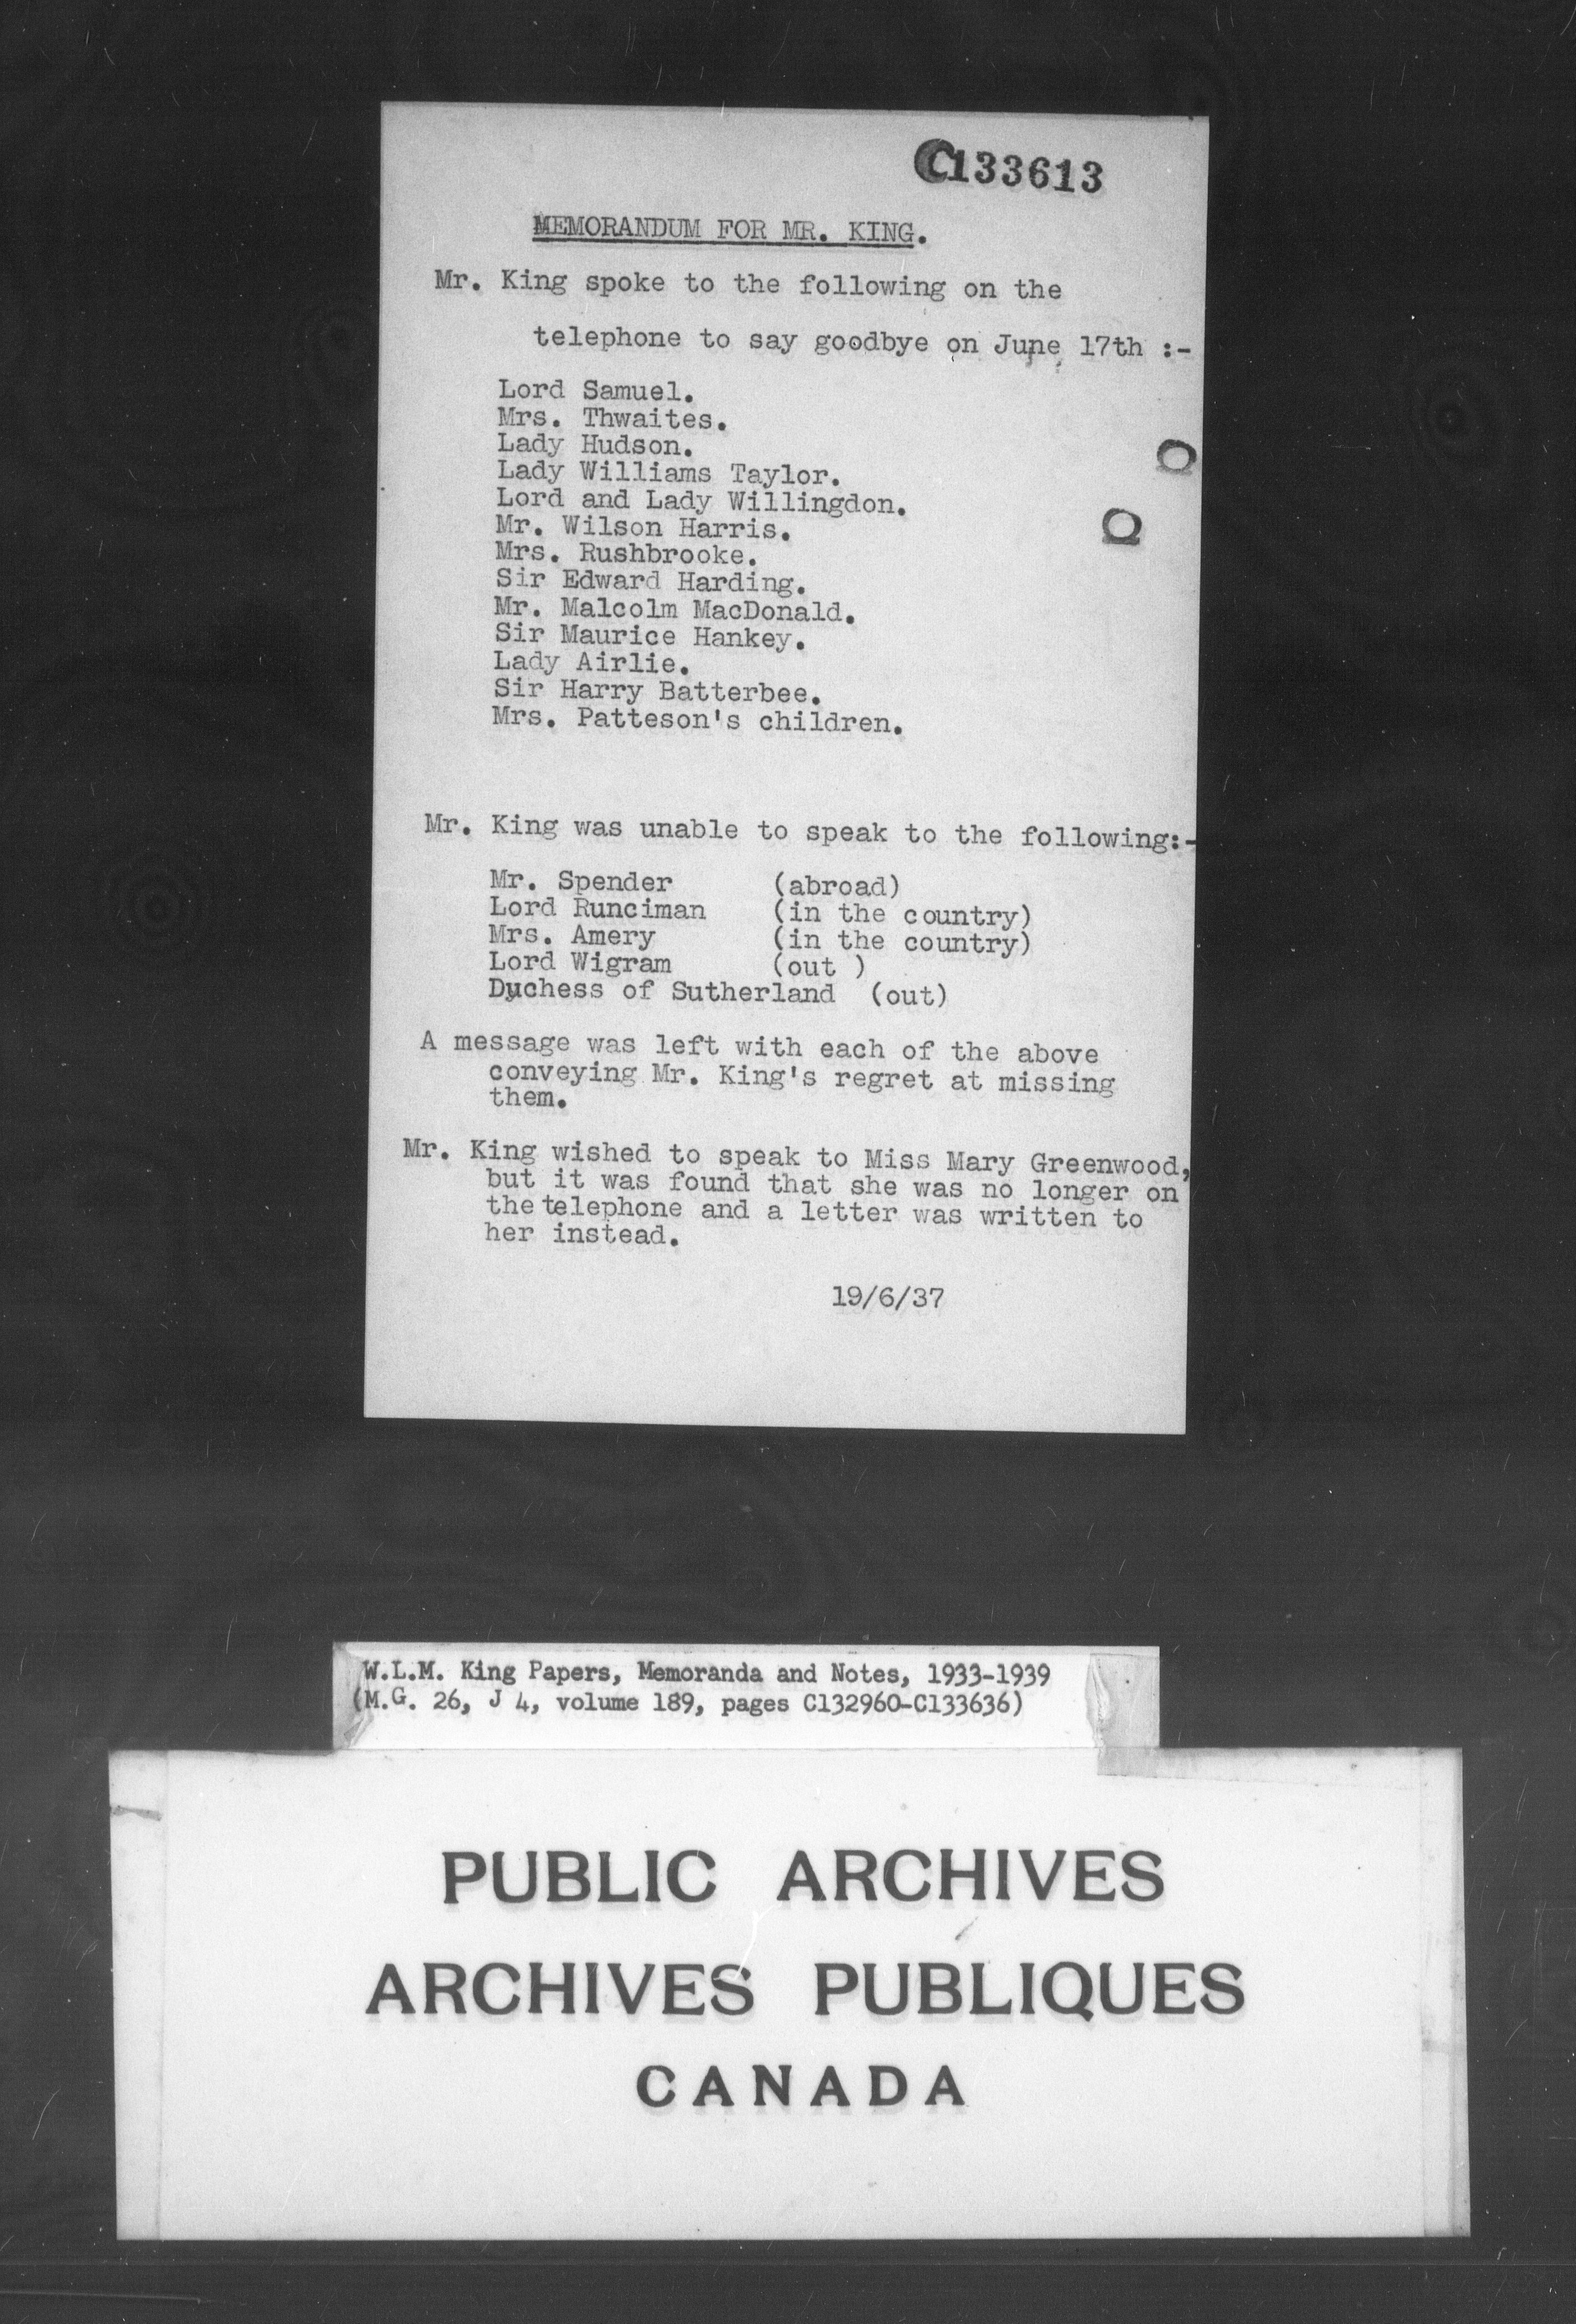 C133613
MEMORANDUM FOR MR. KING.
Mr. King spoke to the following on the
telephone to say goodbye on June 17th :-
Lord Samuel.
Mrs. Thwaites.
Lady Hudson.
Lady Williams Taylor.
Lord and Lady Willingdon.
Mr. Wilson Harris.
Mrs. Rushbrooke.
Sir Edward Harding.
Mr. Malcolm MacDonald.
Sir Maurice Hankey.
Lady Airlie.
Sir Harry Batterbee.
Mrs. Patteson's children.
Mr. King was unable to speak to the following:-
Mr. Spender (abroad)
Lord Runciman (in the country)
Mrs. Amery (in the country)
Lord Wigram (out )
Duchess of Sutherland (out)
A message was left with each of the above
conveying Mr. King's regret at missing
them.
Mr. King wished to speak to Miss Mary Greenwood,
but it was found that she was no longer on
the telephone and a letter was written to
her instead.
19/6/37
W.L.M. King Papers, Memoranda and Notes, 1933-1939
(M.G. 26, J 4, volume 189, pages C132960-C133636)
PUBLIC ARCHIVES
ARCHIVES PUBLIQUES
CANADA